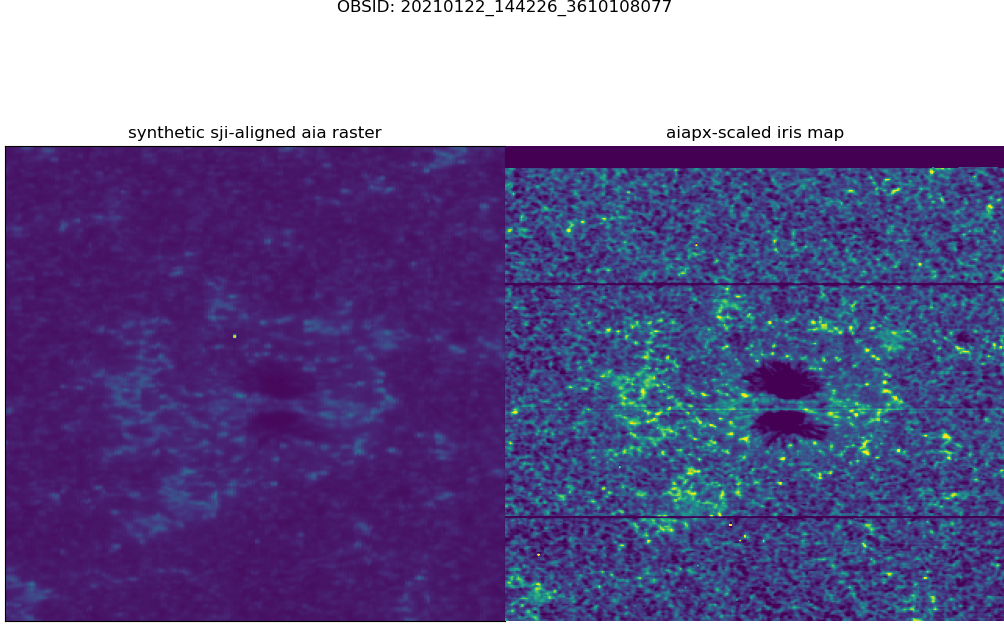 OBSID: 20210122_144226_3610108077
synthetic sji-aligned aia raster
aiapx-scaled iris map